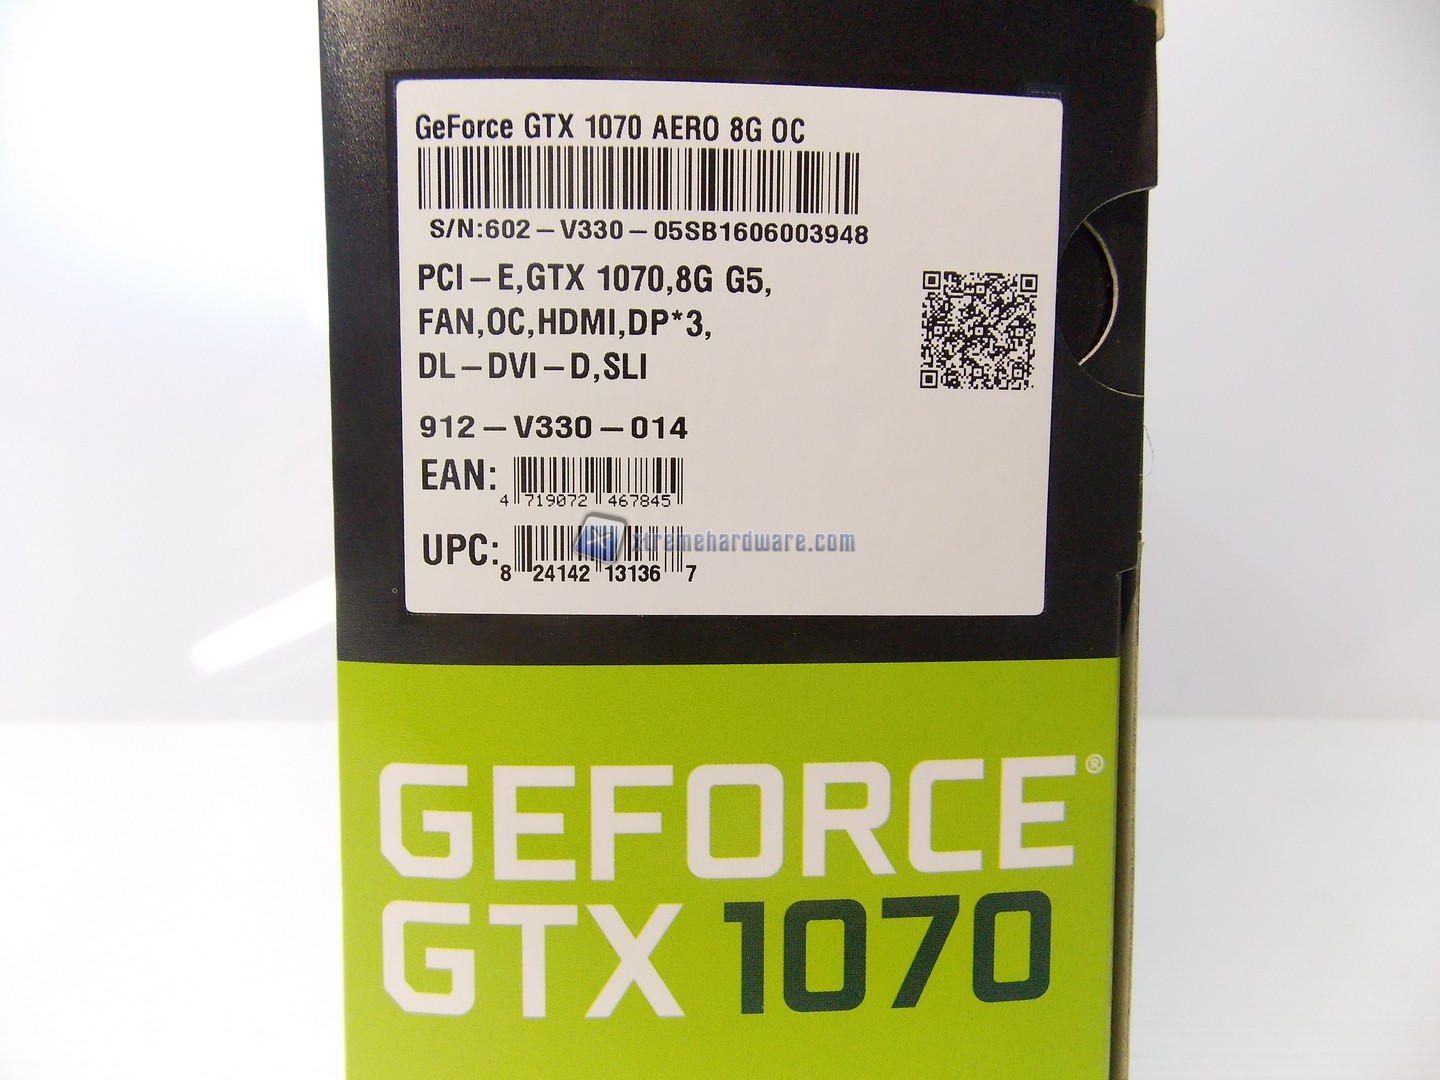 GeForce GTX 1070 AERO 8G OC
S/N:602-V330-05SB1606003948
PCI-E,GTX 1070,8G G5,
FAN,OC,HDMI,DP*3,
DL-DVI-D,SLI
912-V330-014
EAN:
4 719072 467845
UPC:
8 24142 13136 7
xtremehardware.com
GEFORCE®
GTX 1070